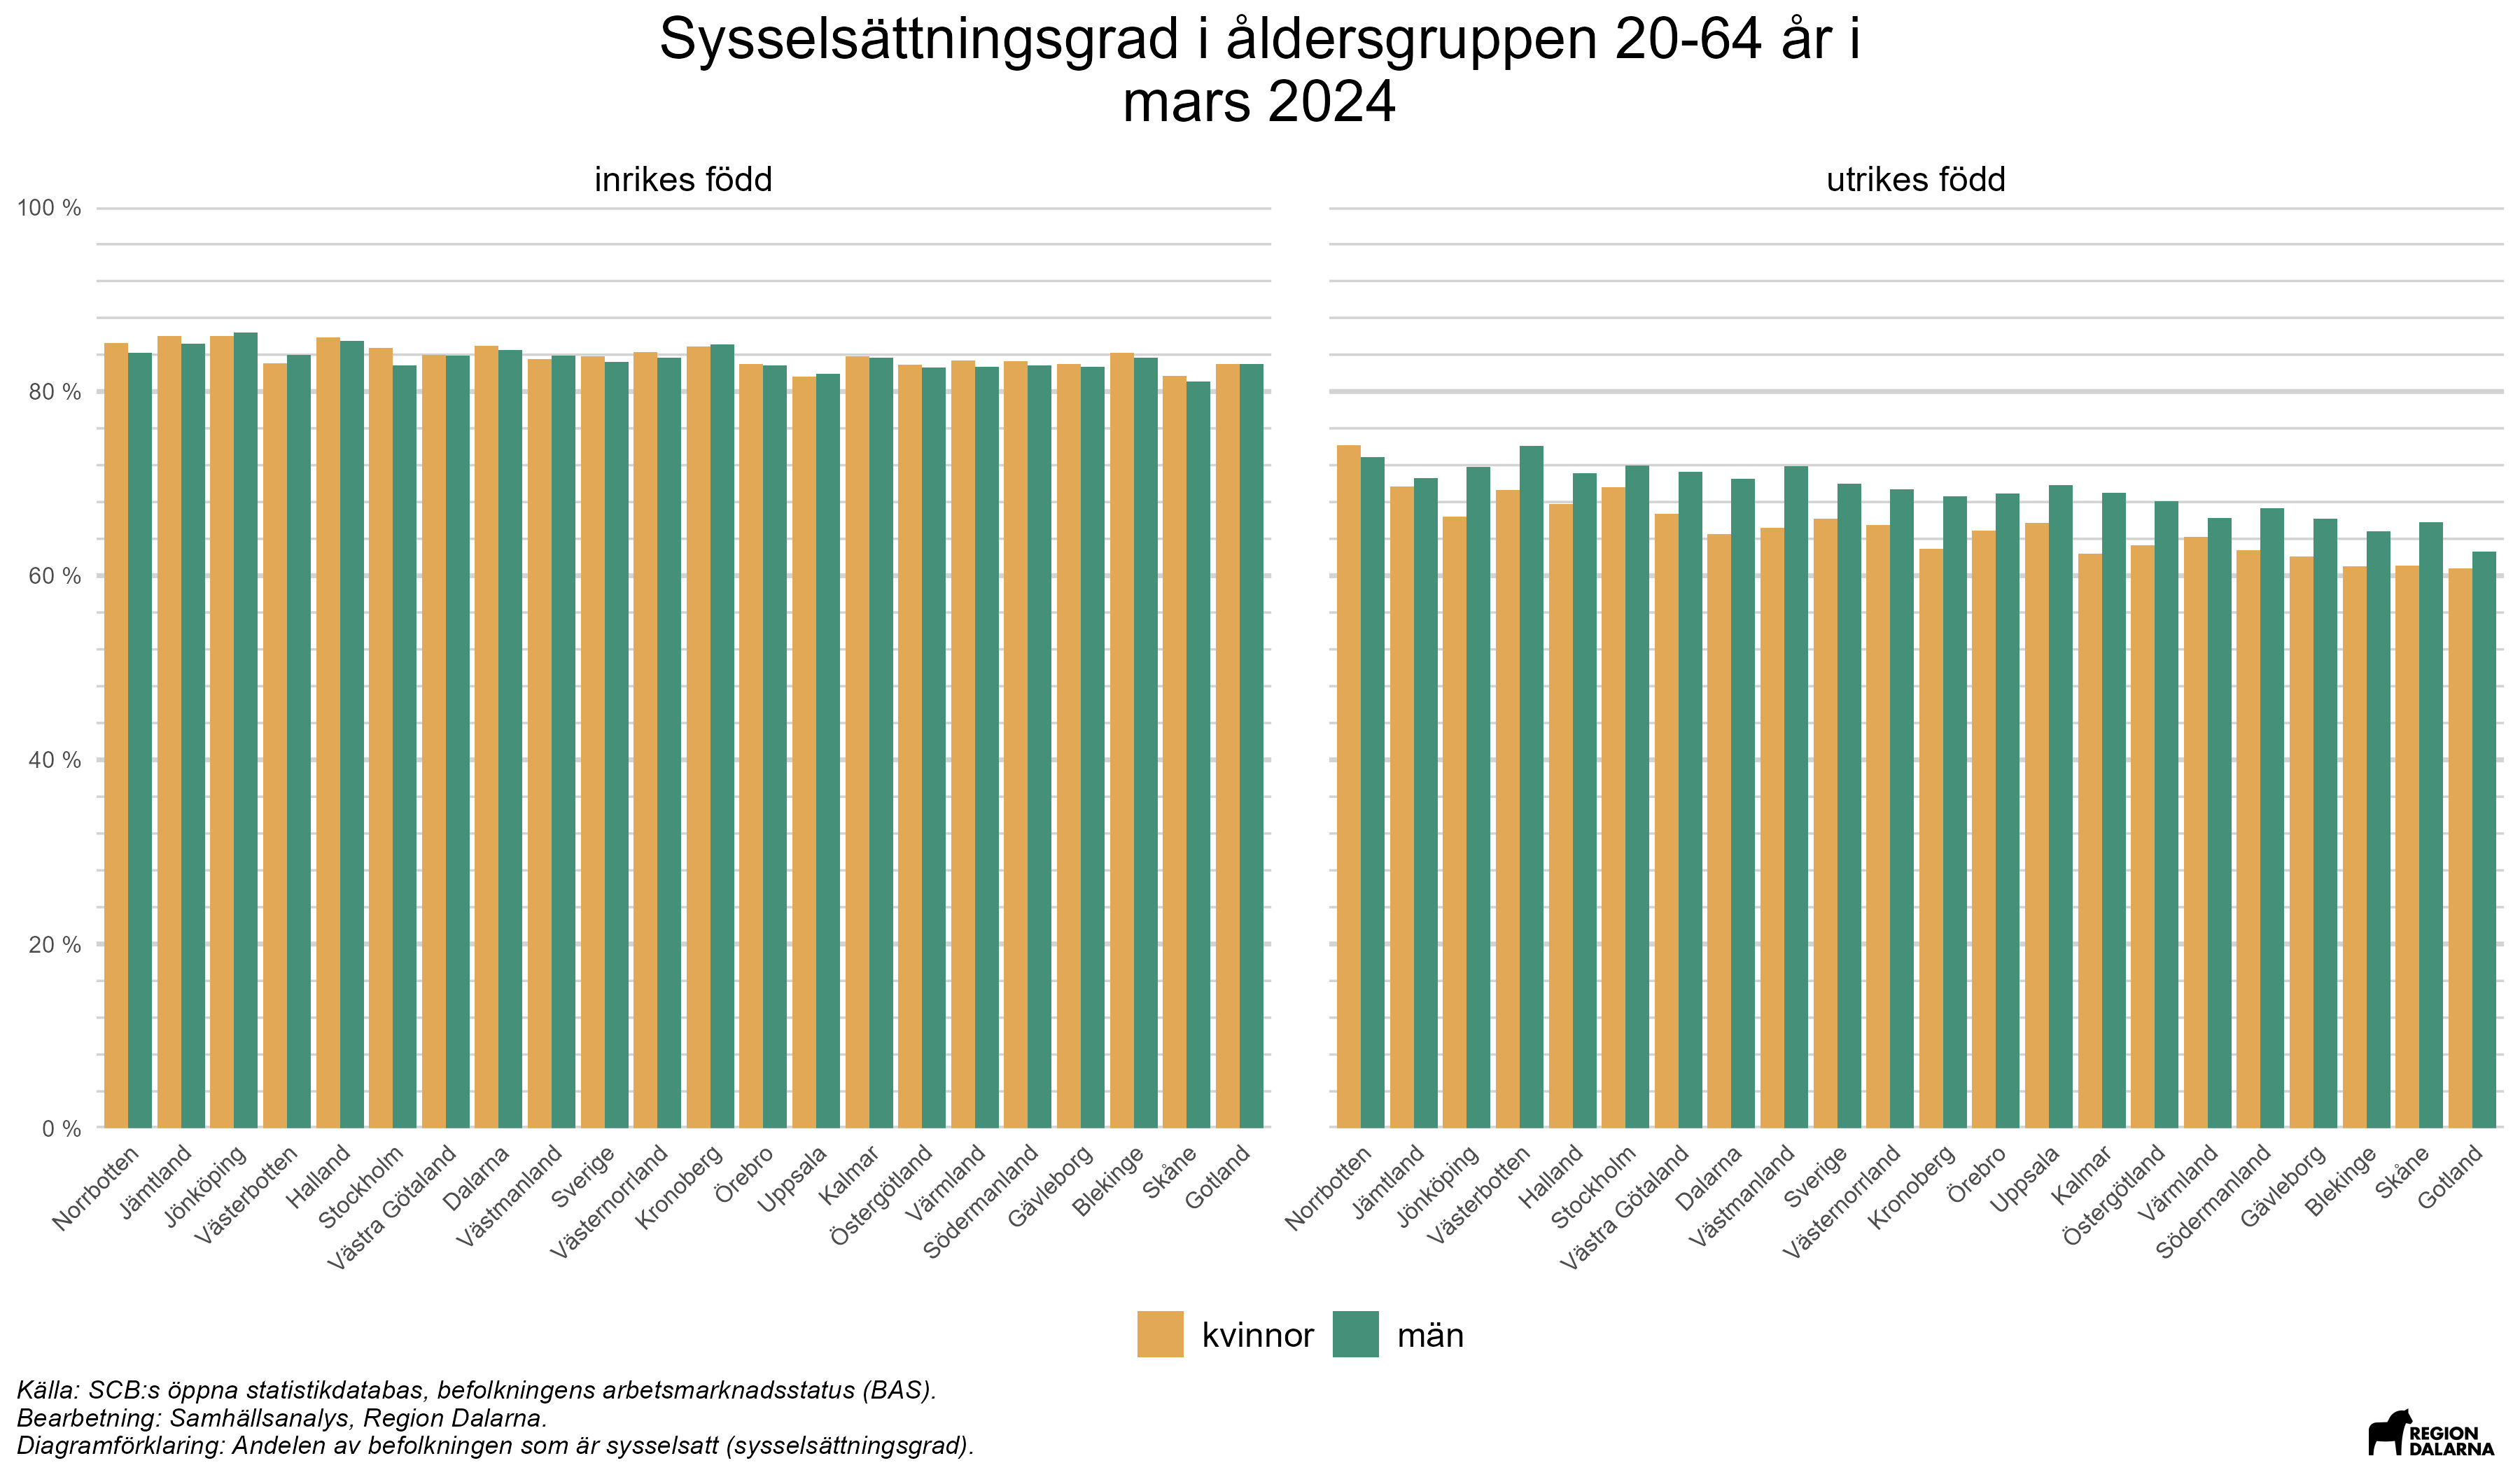 Sysselsättningsgrad i åldersgruppen 20-64 år i
mars 2024
inrikes född
utrikes född
100 %
80 %
60 %
40 %
20 %
0 %
Norrbotten
Jämtland
Jönköping
Västerbotten
Halland
Stockholm
Västra Götaland
Dalarna
Västmanland
Sverige
Västernorrland
Kronoberg
Örebro
Uppsala
Kalmar
Östergötland
Värmland
Södermanland
Gävleborg
Blekinge
Skåne
Gotland
Norrbotten
Jämtland
Jönköping
Västerbotten
Halland
Stockholm
Västra Götaland
Dalarna
Västmanland
Sverige
Västernorrland
Kronoberg
Örebro
Uppsala
Kalmar
Östergötland
Värmland
Södermanland
Gävleborg
Blekinge
Skåne
Gotland
kvinnor
män
Källa: SCB:s öppna statistikdatabas, befolkningens arbetsmarknadsstatus (BAS).
Bearbetning: Samhällsanalys, Region Dalarna.
Diagramförklaring: Andelen av befolkningen som är sysselsatt (sysselsättningsgrad).
REGION
DALARNA